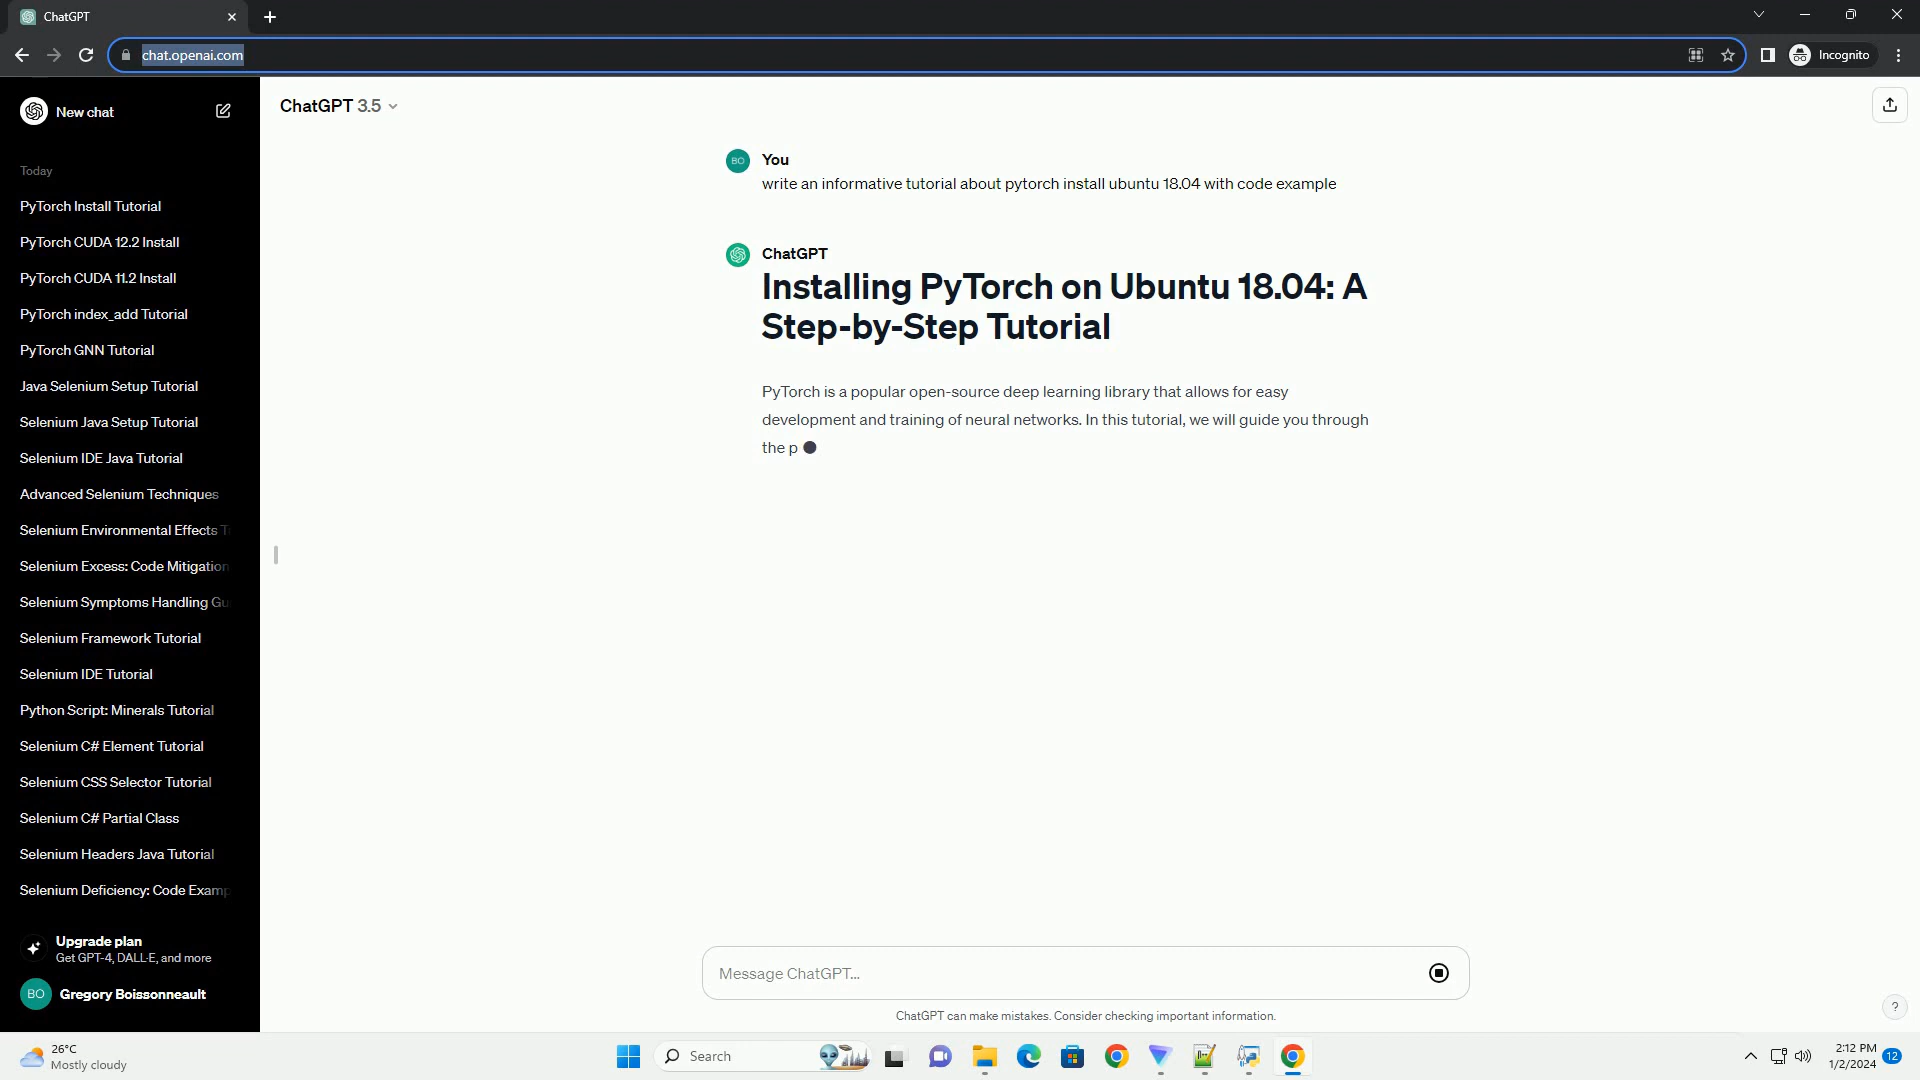 ChatGPT
chat.openai.com
Incognito
New chat
ChatGPT 3.5
Today
PyTorch Install Tutorial
PyTorch CUDA 12.2 Install
PyTorch CUDA 11.2 Install
PyTorch index_add Tutorial
PyTorch GNN Tutorial
Java Selenium Setup Tutorial
Selenium Java Setup Tutorial
Selenium IDE Java Tutorial
Advanced Selenium Techniques
Selenium Environmental Effects T
Selenium Excess: Code Mitigation
Selenium Symptoms Handling Gu
Selenium Framework Tutorial
Selenium IDE Tutorial
Python Script: Minerals Tutorial
Selenium C# Element Tutorial
Selenium CSS Selector Tutorial
Selenium C# Partial Class
Selenium Headers Java Tutorial
Selenium Deficiency: Code Examp
Upgrade plan
Get GPT-4, DALL·E, and more
BO Gregory Boissonneault
BO You
write an informative tutorial about pytorch install ubuntu 18.04 with code example
ChatGPT
Installing PyTorch on Ubuntu 18.04: A
Step-by-Step Tutorial
PyTorch is a popular open-source deep learning library that allows for easy
development and training of neural networks. In this tutorial, we will guide you through
the p
Message ChatGPT...
ChatGPT can make mistakes. Consider checking important information.
?
26°C
Mostly cloudy
Search
2:12 PM
1/2/2024
12